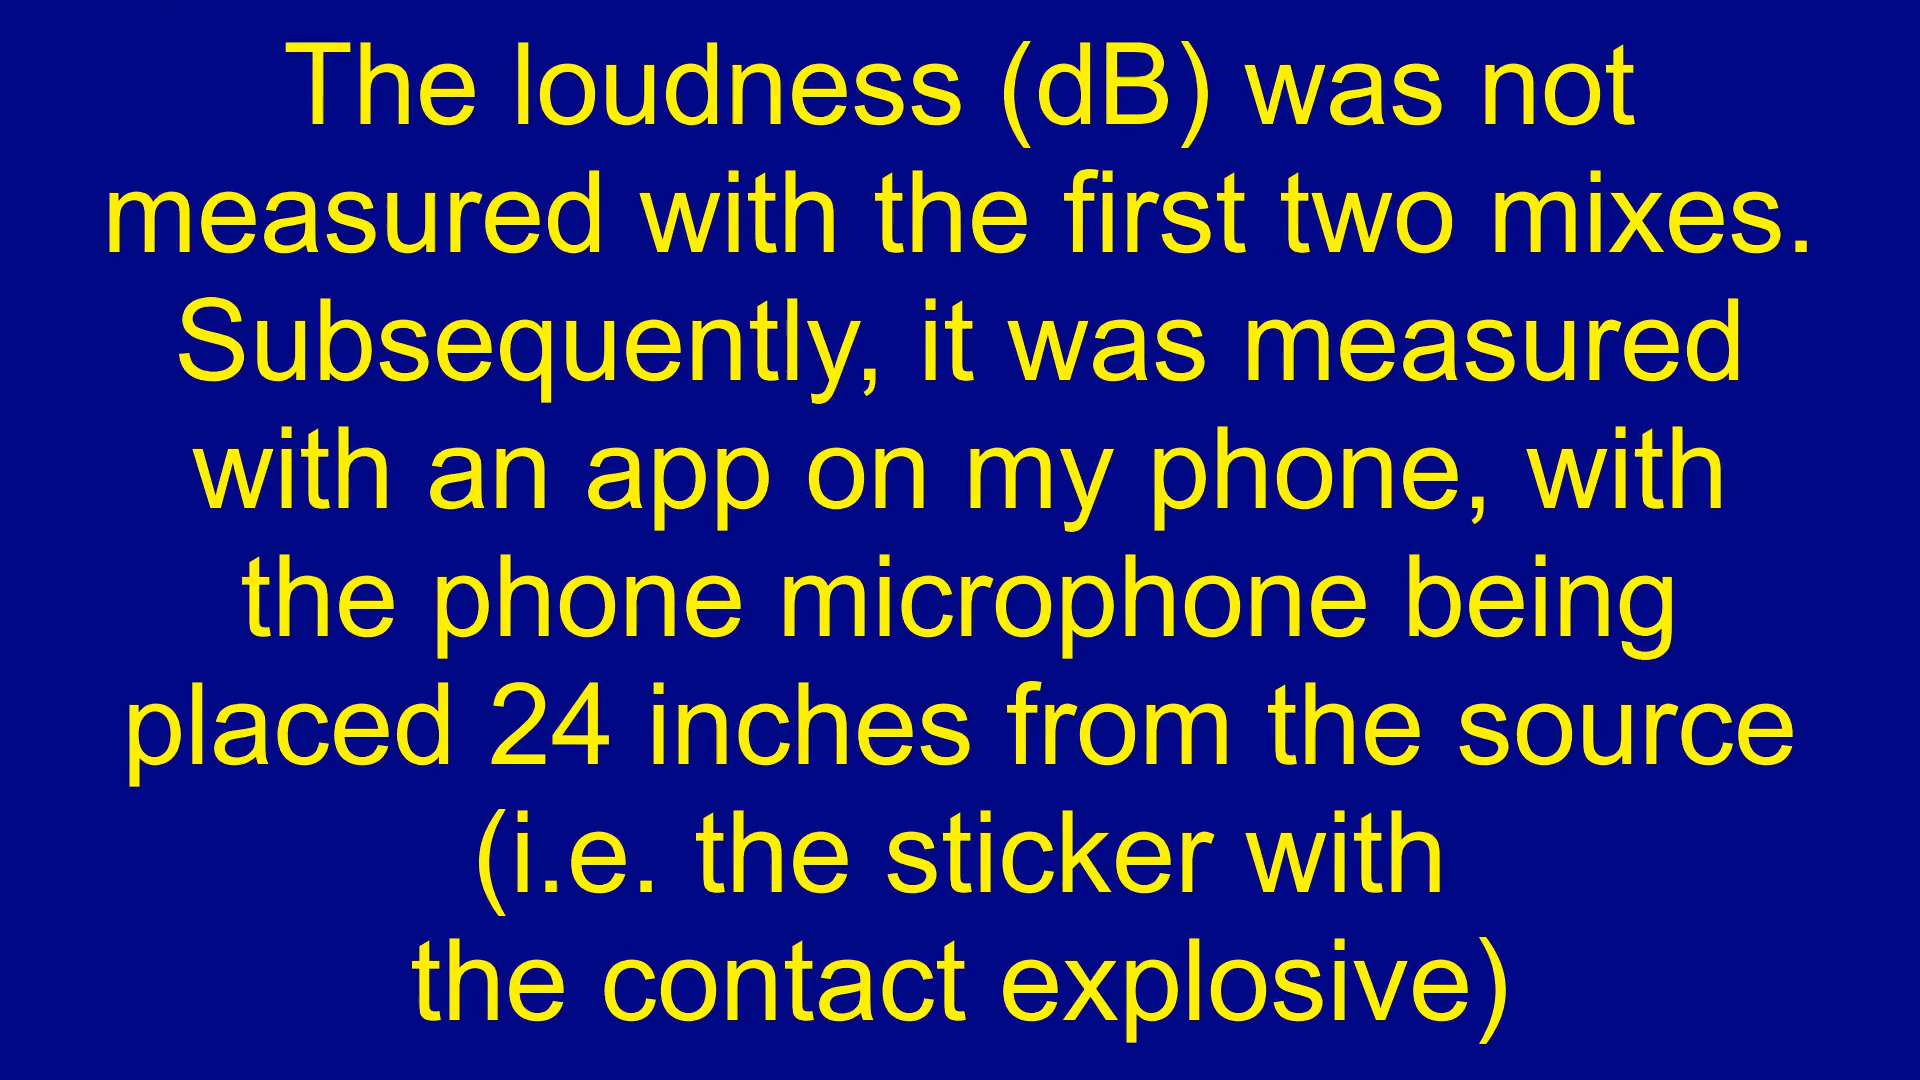 The loudness (dB) was not
measured with the first two mixes.
Subsequently, it was measured
with an app on my phone, with
the phone microphone being
placed 24 inches from the source
(i.e. the sticker with
the contact explosive)